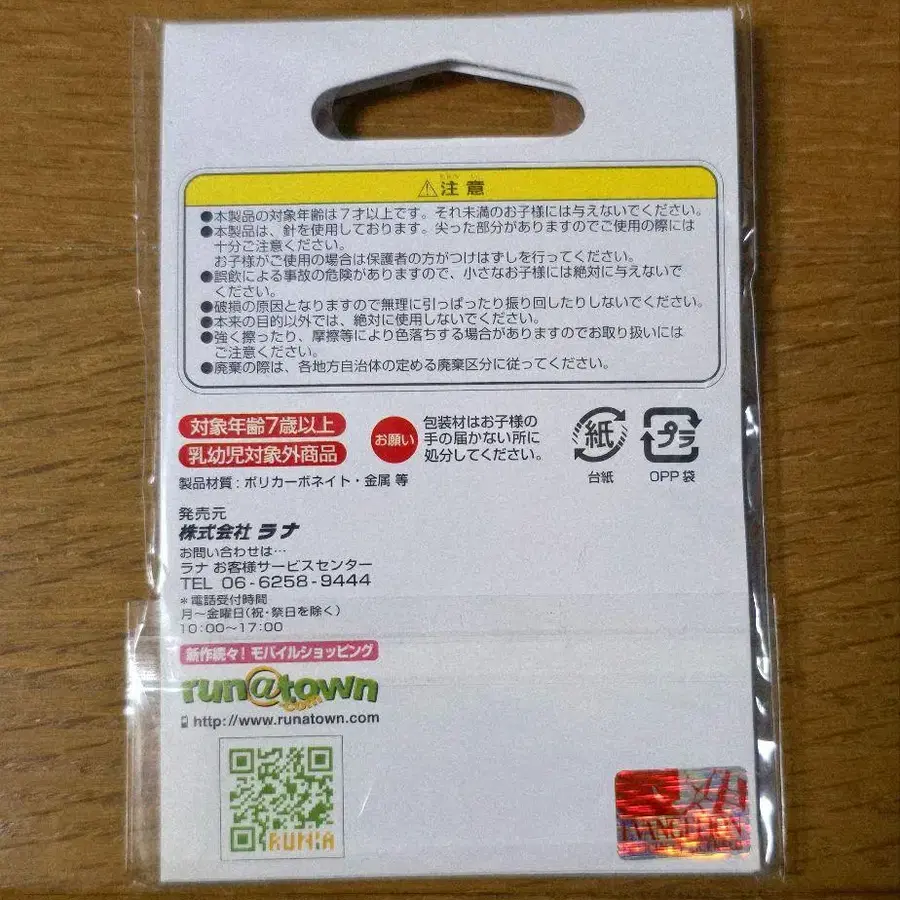 ⚠注意
●本製品の対象年齢は7才以上です。それ未満のお子様には与えないでください。
●本製品は、針を使用しております。尖った部分がありますのでご使用の際には
十分ご注意ください。
お子様がご使用の場合は保護者の方がつけはずしを行ってください。
●誤飲による事故の危険がありますので、小さなお子様には絶対に与えないで
ください。
●破損の原因となりますので無理に引っぱったり振り回したりしないでください。
●本来の目的以外では、絶対に使用しないでください。
●強く擦ったり、摩擦等により色落ちする場合がありますのでお取り扱いには
ご注意ください。
●廃棄の際は、各地方自治体の定める廃棄区分に従ってください。
対象年齢7歳以上
乳幼児対象外商品
お願い
包装材はお子様の
手の届かない所に
処分してください。
紙
台紙
プラ
OPP袋
製品材質:ポリカーボネイト・金属 等
発売元
株式会社 ラナ
お問い合わせは…
ラナ お客様サービスセンター
TEL 06-6258-9444
*電話受付時間
月～金曜日(祝・祭日を除く)
10:00～17:00
新作続々!モバイルショッピング
run@town
.com
http://www.runatown.com
RUNA
EVANGELION